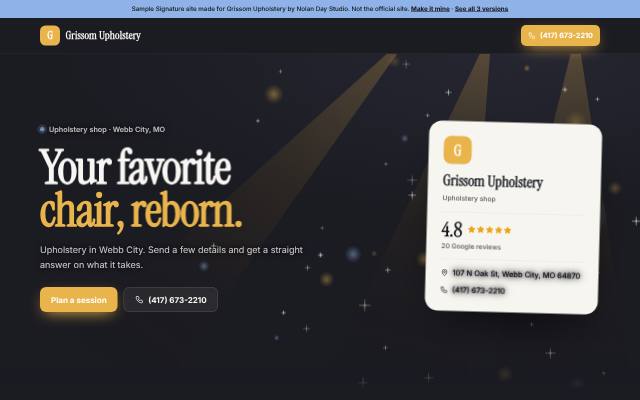 Sample Signature site made for Grissom Upholstery by Nolan Day Studio. Not the official site. Make it mine · See all 3 versions
G Grissom Upholstery
(417) 673-2210
Upholstery shop · Webb City, MO
Your favorite
chair, reborn.
Upholstery in Webb City. Send a few details and get a straight
answer on what it takes.
Plan a session
(417) 673-2210
G
Grissom Upholstery
Upholstery shop
4.8
20 Google reviews
107 N Oak St, Webb City, MO 64870
(417) 673-2210